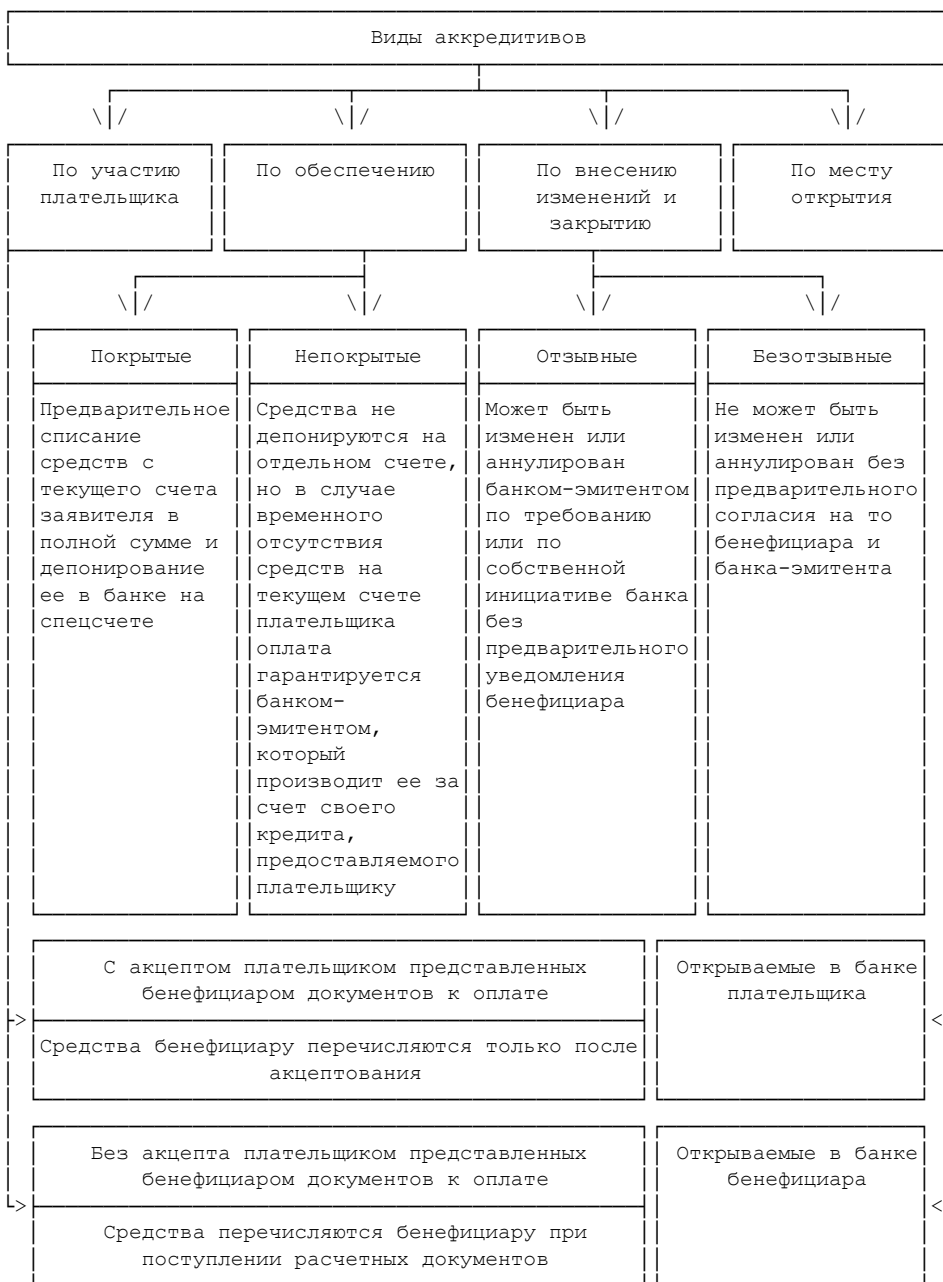 Виды аккредитивов
По участию
плательщика
По обеспечению
По внесению
изменений и
закрытию
По месту
открытия
Покрытые
Предварительное
списание
средств с
текущего счета
заявителя в
полной сумме и
депонирование
ее в банке на
спецсчете
Непокрытые
Средства не
депонируются на
отдельном счете,
но в случае
временного
отсутствия
средств на
текущем счете
плательщика
оплата
гарантируется
банком-
эмитентом,
который
производит ее за
счет своего
кредита,
предоставляемого
плательщику
Отзывные
Может быть
изменен или
аннулирован
банком-эмитентом
по требованию
или по
собственной
инициативе банка
без
предварительного
уведомления
бенефициара
Безотзывные
Не может быть
изменен или
аннулирован без
предварительного
согласия на то
бенефициара и
банка-эмитента
С акцептом плательщиком представленных
бенефициаром документов к оплате
Средства бенефициару перечисляются только после
акцептования
Открываемые в банке
плательщика
Без акцепта плательщиком представленных
бенефициаром документов к оплате
Средства перечисляются бенефициару при
поступлении расчетных документов
Открываемые в банке
бенефициара